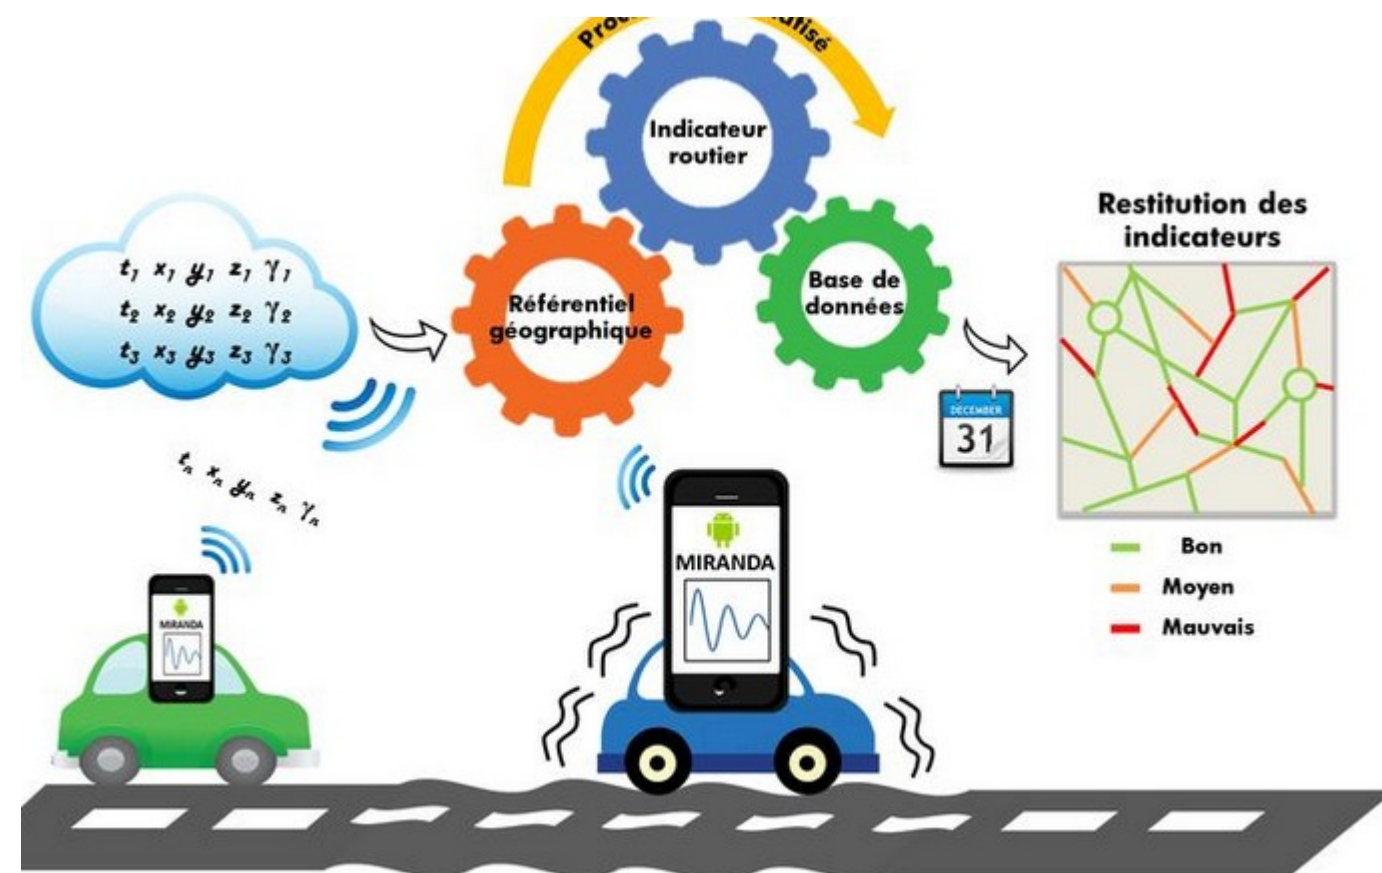 Indicateur
routier
Restitution des
indicateurs
t₁ x₁ y₁ z₁ γ₁
t₂ x₂ y₂ z₂ γ₂
t₃ x₃ y₃ z₃ γ₃
Référentiel
géographique
Base de
données
DECEMBER
31
tₙ xₙ yₙ zₙ γₙ
MIRANDA
MIRANDA
Bon
Moyen
Mauvais